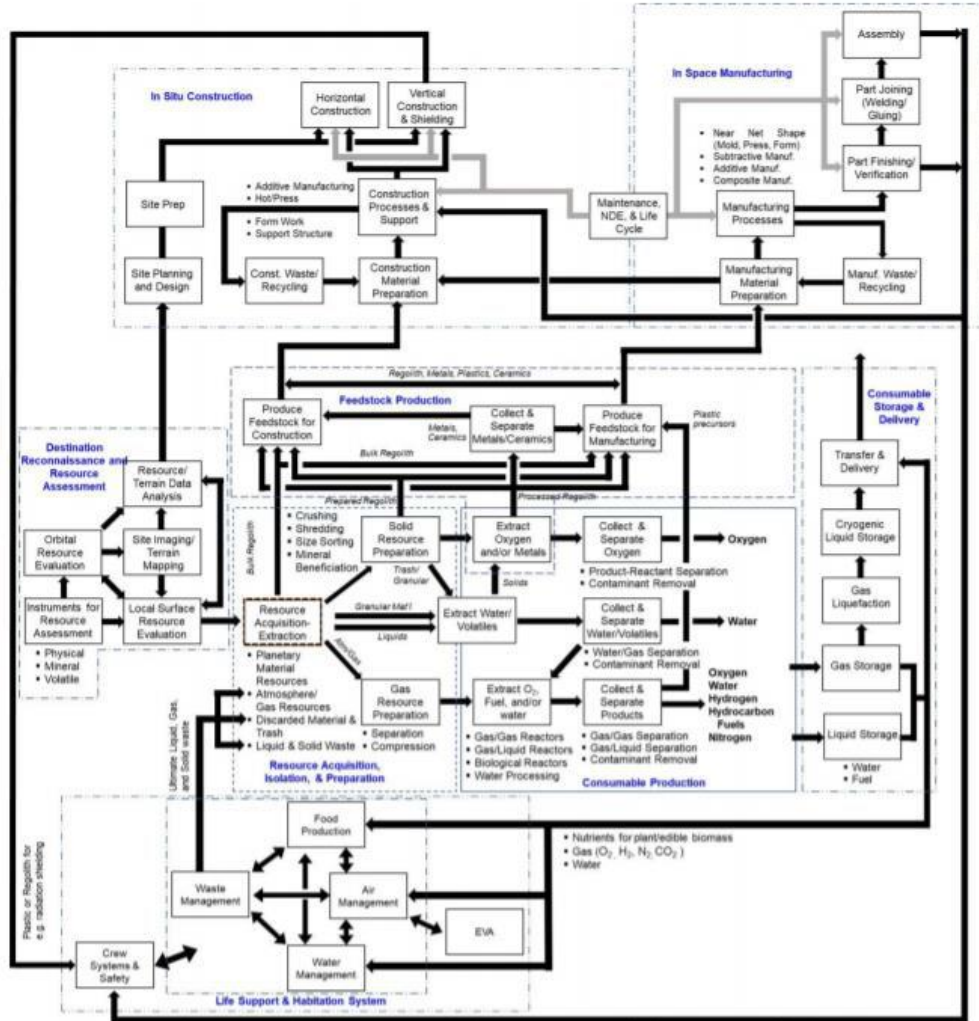 In Situ Construction
Horizontal
Construction
Vertical
Construction
& Shielding
In Space Manufacturing
Assembly
Part Joining
(Welding/
Gluing)
Part Finishing/
Verification
• Near Net Shape
(Mold, Press, Form)
• Subtractive Manuf.
• Additive Manuf.
• Composite Manuf.
Site Prep
• Additive Manufacturing
• Hot/Press
• Form Work
• Support Structure
Construction
Processes &
Support
Maintenance,
NDE, & Life
Cycle
Manufacturing
Processes
Site Planning
and Design
Const. Waste/
Recycling
Construction
Material
Preparation
Manufacturing
Material
Preparation
Manuf. Waste/
Recycling
Regolith, Metals, Plastics, Ceramics
Feedstock Production
Produce
Feedstock for
Construction
Metals,
Ceramics
Collect &
Separate
Metals/Ceramics
Produce
Feedstock for
Manufacturing
Plastic
precursors
Bulk Regolith
Prepared Regolith
Processed Regolith
Consumable
Storage &
Delivery
Transfer &
Delivery
Cryogenic
Liquid Storage
Gas
Liquefaction
Gas Storage
Liquid Storage
• Water
• Fuel
Destination
Reconnaissance and
Resource
Assessment
Resource/
Terrain Data
Analysis
Orbital
Resource
Evaluation
Site Imaging/
Terrain
Mapping
Instruments for
Resource
Assessment
Local Surface
Resource
Evaluation
• Physical
• Mineral
• Volatile
Bulk Regolith
• Crushing
• Shredding
• Size Sorting
• Mineral
Beneficiation
Solid
Resource
Preparation
Trash/
Granular
Extract
Oxygen
and/or Metals
Collect &
Separate
Oxygen
Oxygen
• Product-Reactant Separation
• Contaminant Removal
Solids
Resource
Acquisition-
Extraction
Granular Mat'l
Liquids
Atm/Gas
Extract Water/
Volatiles
Collect &
Separate
Water/Volatiles
Water
• Water/Gas Separation
• Contaminant Removal
• Planetary
Material
Resources
• Atmosphere/
Gas Resources
• Discarded Material &
Trash
• Liquid & Solid Waste
Gas
Resource
Preparation
• Separation
• Compression
Extract O2,
Fuel, and/or
water
Collect &
Separate
Products
Oxygen
Water
Hydrogen
Hydrocarbon
Fuels
Nitrogen
• Gas/Gas Reactors
• Gas/Liquid Reactors
• Biological Reactors
• Water Processing
• Gas/Gas Separation
• Gas/Liquid Separation
• Contaminant Removal
Resource Acquisition,
Isolation, & Preparation
Consumable Production
Ultimate Liquid, Gas,
and Solid waste
Plastic or Regolith for
e.g. radiation shielding
Food
Production
Waste
Management
Air
Management
EVA
Water
Management
Crew
Systems &
Safety
• Nutrients for plant/edible biomass
• Gas (O2, H2, N2, CO2 )
• Water
Life Support & Habitation System